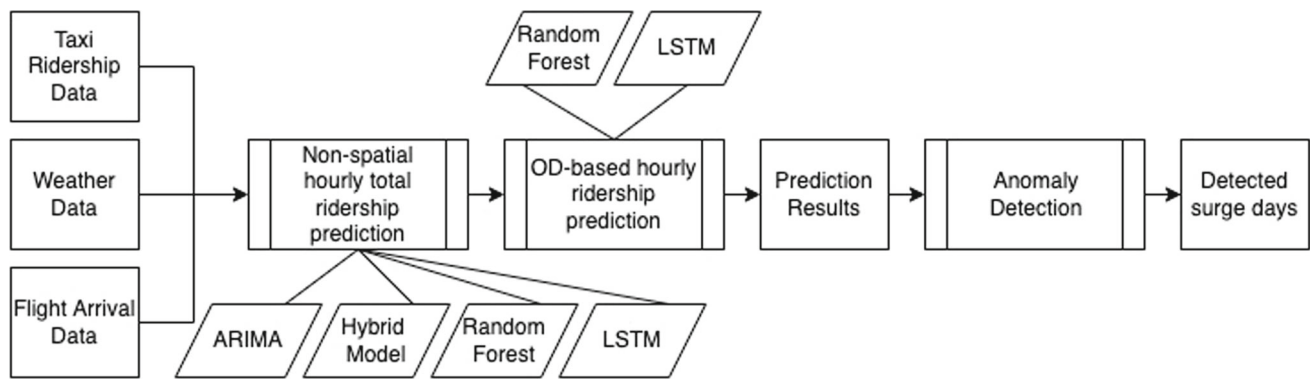 Taxi
Ridership
Data
Weather
Data
Flight Arrival
Data
Non-spatial
hourly total
ridership
prediction
ARIMA
Hybrid
Model
Random
Forest
LSTM
Random
Forest
LSTM
OD-based hourly
ridership
prediction
Prediction
Results
Anomaly
Detection
Detected
surge days